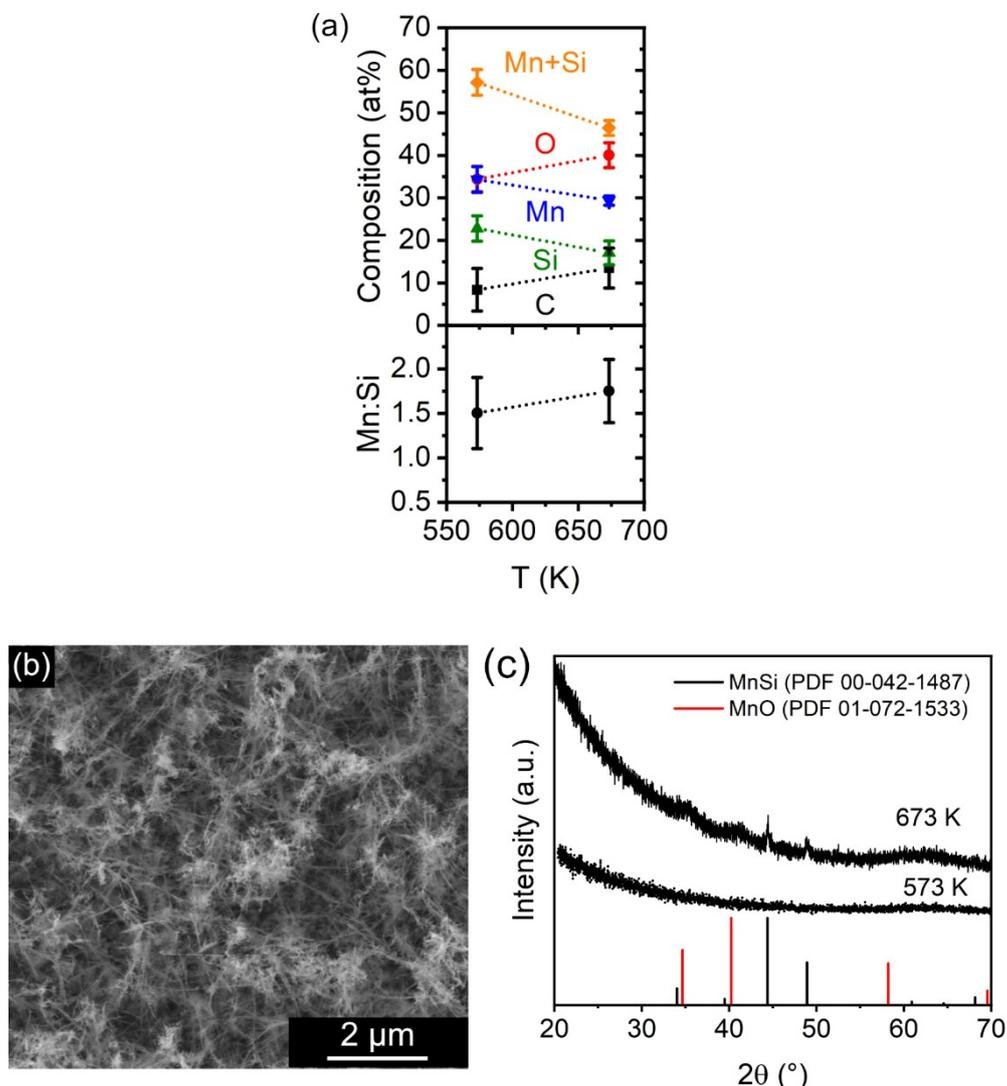 (a)
70
60
50
40
30
20
10
0
Composition (at%)
Mn+Si
O
Mn
Si
C
2.0
1.5
1.0
0.5
Mn:Si
550 600 650 700
T (K)
(b)
2 μm
(c)
MnSi (PDF 00-042-1487)
MnO (PDF 01-072-1533)
673 K
573 K
Intensity (a.u.)
20 30 40 50 60 70
2θ (°)